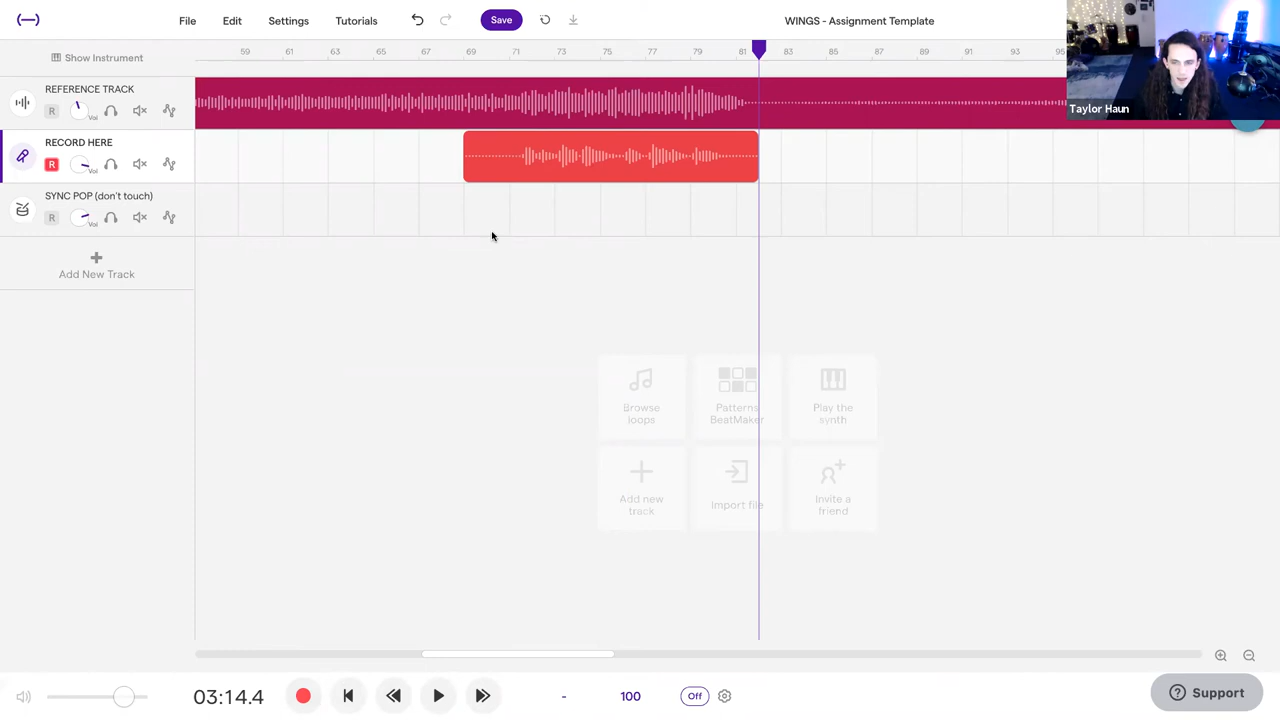 File Edit Settings Tutorials Save WINGS - Assignment Template
Show Instrument 59 61 63 65 67 69 71 73 75 77 79 81 83 85 87 89 91 93 95
REFERENCE TRACK
R Vol
Taylor Haun
RECORD HERE
R Vol
SYNC POP (don't touch)
R Vol
Add New Track
Browse loops
Patterns BeatMaker
Play the synth
Add new track
Import file
Invite a friend
03:14.4 - 100 Off Support